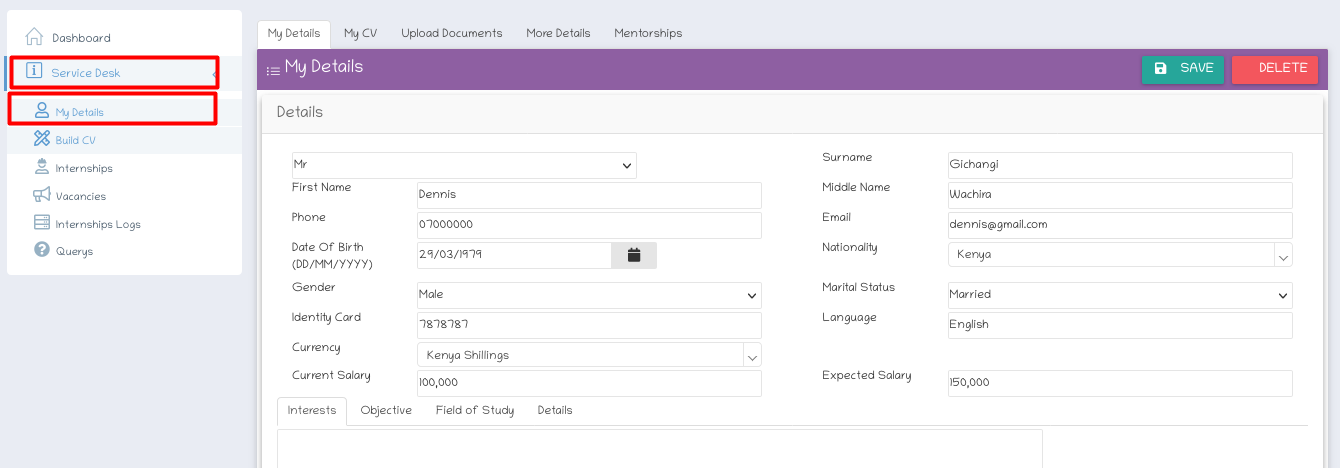 Dashboard
Service Desk
My Details
Build CV
Internships
Vacancies
Internships Logs
Querys
My Details My CV Upload Documents More Details Mentorships
My Details SAVE DELETE
Details
Mr Surname Gichangi
First Name Dennis Middle Name Wachira
Phone 07000000 Email dennis@gmail.com
Date Of Birth 29/03/1979 Nationality Kenya
(DD/MM/YYYY)
Gender Male Marital Status Married
Identity Card 7878787 Language English
Currency Kenya Shillings
Current Salary 100,000 Expected Salary 150,000
Interests Objective Field of Study Details